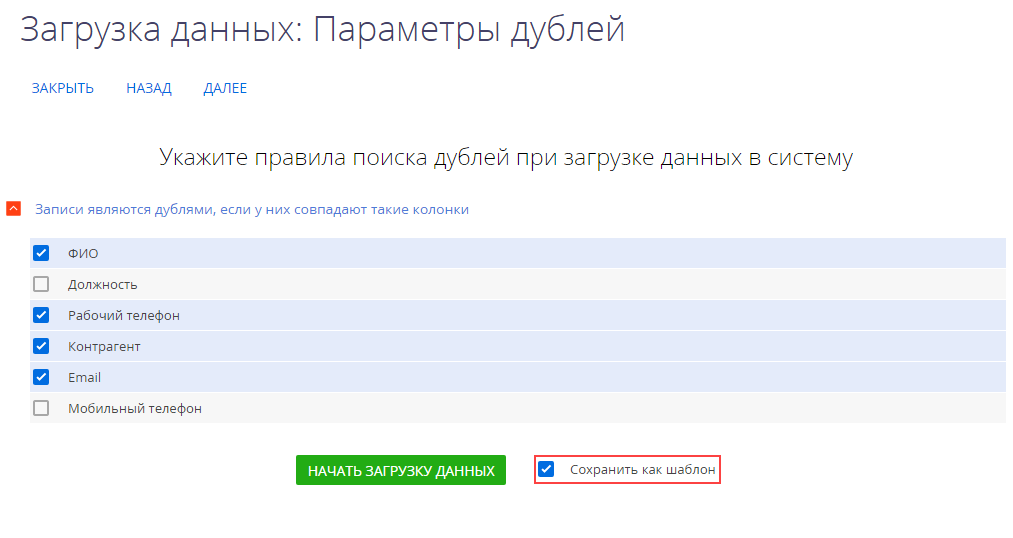 Загрузка данных: Параметры дублей
ЗАКРЫТЬ НАЗАД ДАЛЕЕ
Укажите правила поиска дублей при загрузке данных в систему
Записи являются дублями, если у них совпадают такие колонки
ФИО
Должность
Рабочий телефон
Контрагент
Email
Мобильный телефон
НАЧАТЬ ЗАГРУЗКУ ДАННЫХ Сохранить как шаблон